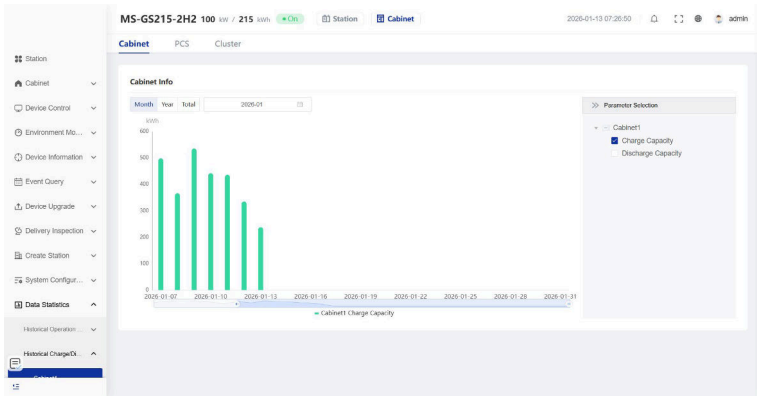 MS-GS215-2H2 100 kW / 215 kWh On Station Cabinet 2026-01-13 07:26:50 admin
Cabinet PCS Cluster
Station
Cabinet
Device Control
Environment Mo...
Device Information
Event Query
Device Upgrade
Delivery Inspection
Create Station
System Configur...
Data Statistics
Historical Operation ...
Historical Charge/Di...
Cabinet Info
Month Year Total 2026-01
kWh
600
500
400
300
200
100
0
2026-01-07 2026-01-10 2026-01-13 2026-01-16 2026-01-19 2026-01-22 2026-01-25 2026-01-28 2026-01-31
Cabinet1 Charge Capacity
Parameter Selection
Cabinet1
Charge Capacity
Discharge Capacity